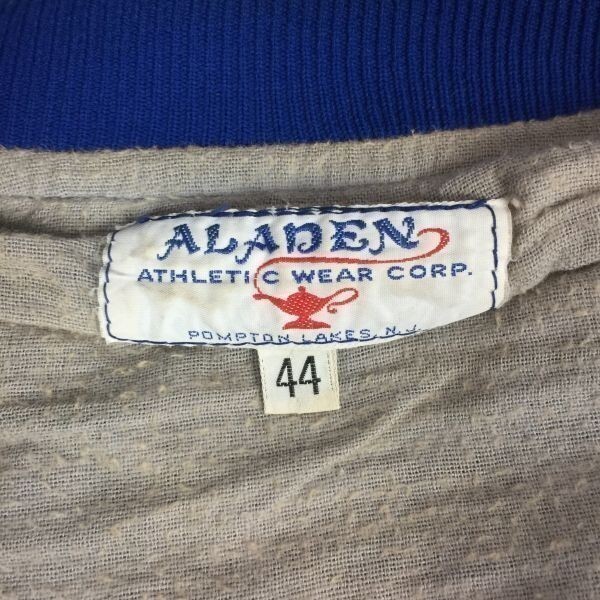 ALADEN
ATHLETIC WEAR CORP.
POMPTON LAKES, N.J.
44